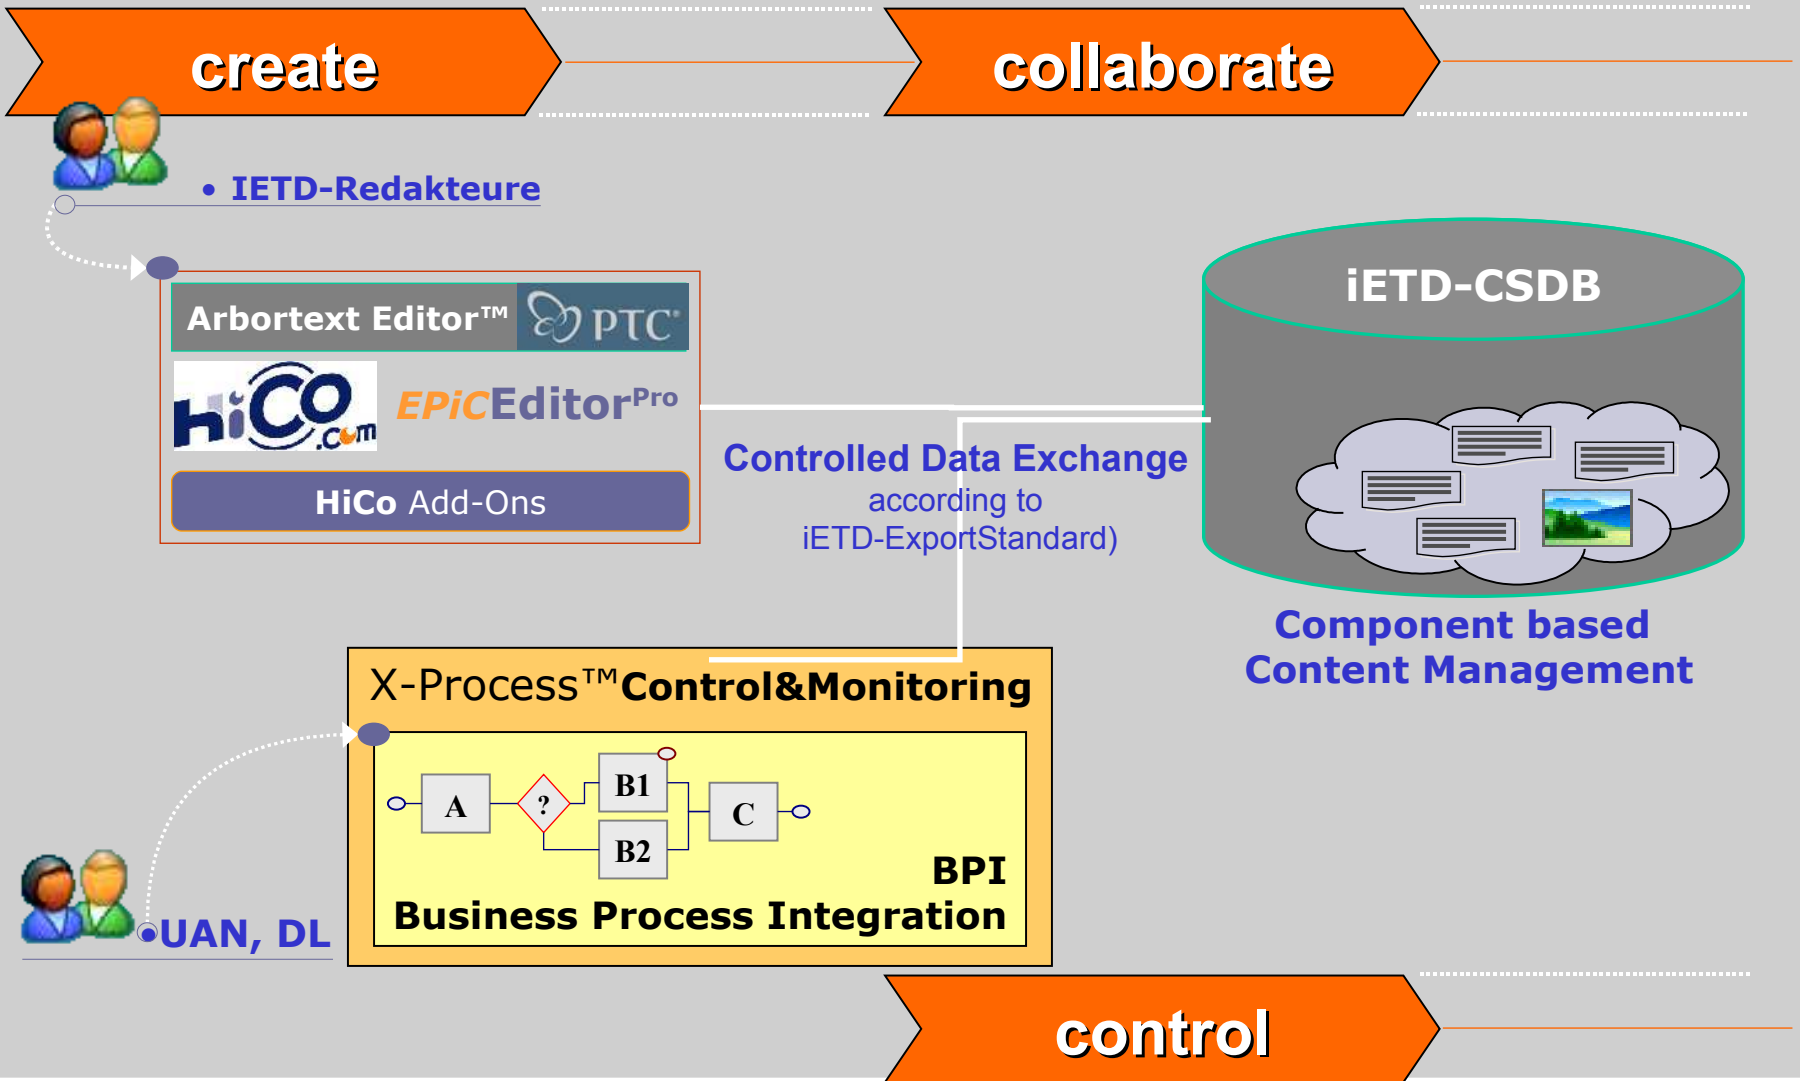 create
collaborate
• IETD-Redakteure
Arbortext Editor™ PTC
hiCo.com EPiCEditorPro
HiCo Add-Ons
iETD-CSDB
Controlled Data Exchange
according to
iETD-ExportStandard)
Component based
Content Management
X-Process™Control&Monitoring
A
?
B1
B2
C
BPI
Business Process Integration
•UAN, DL
control